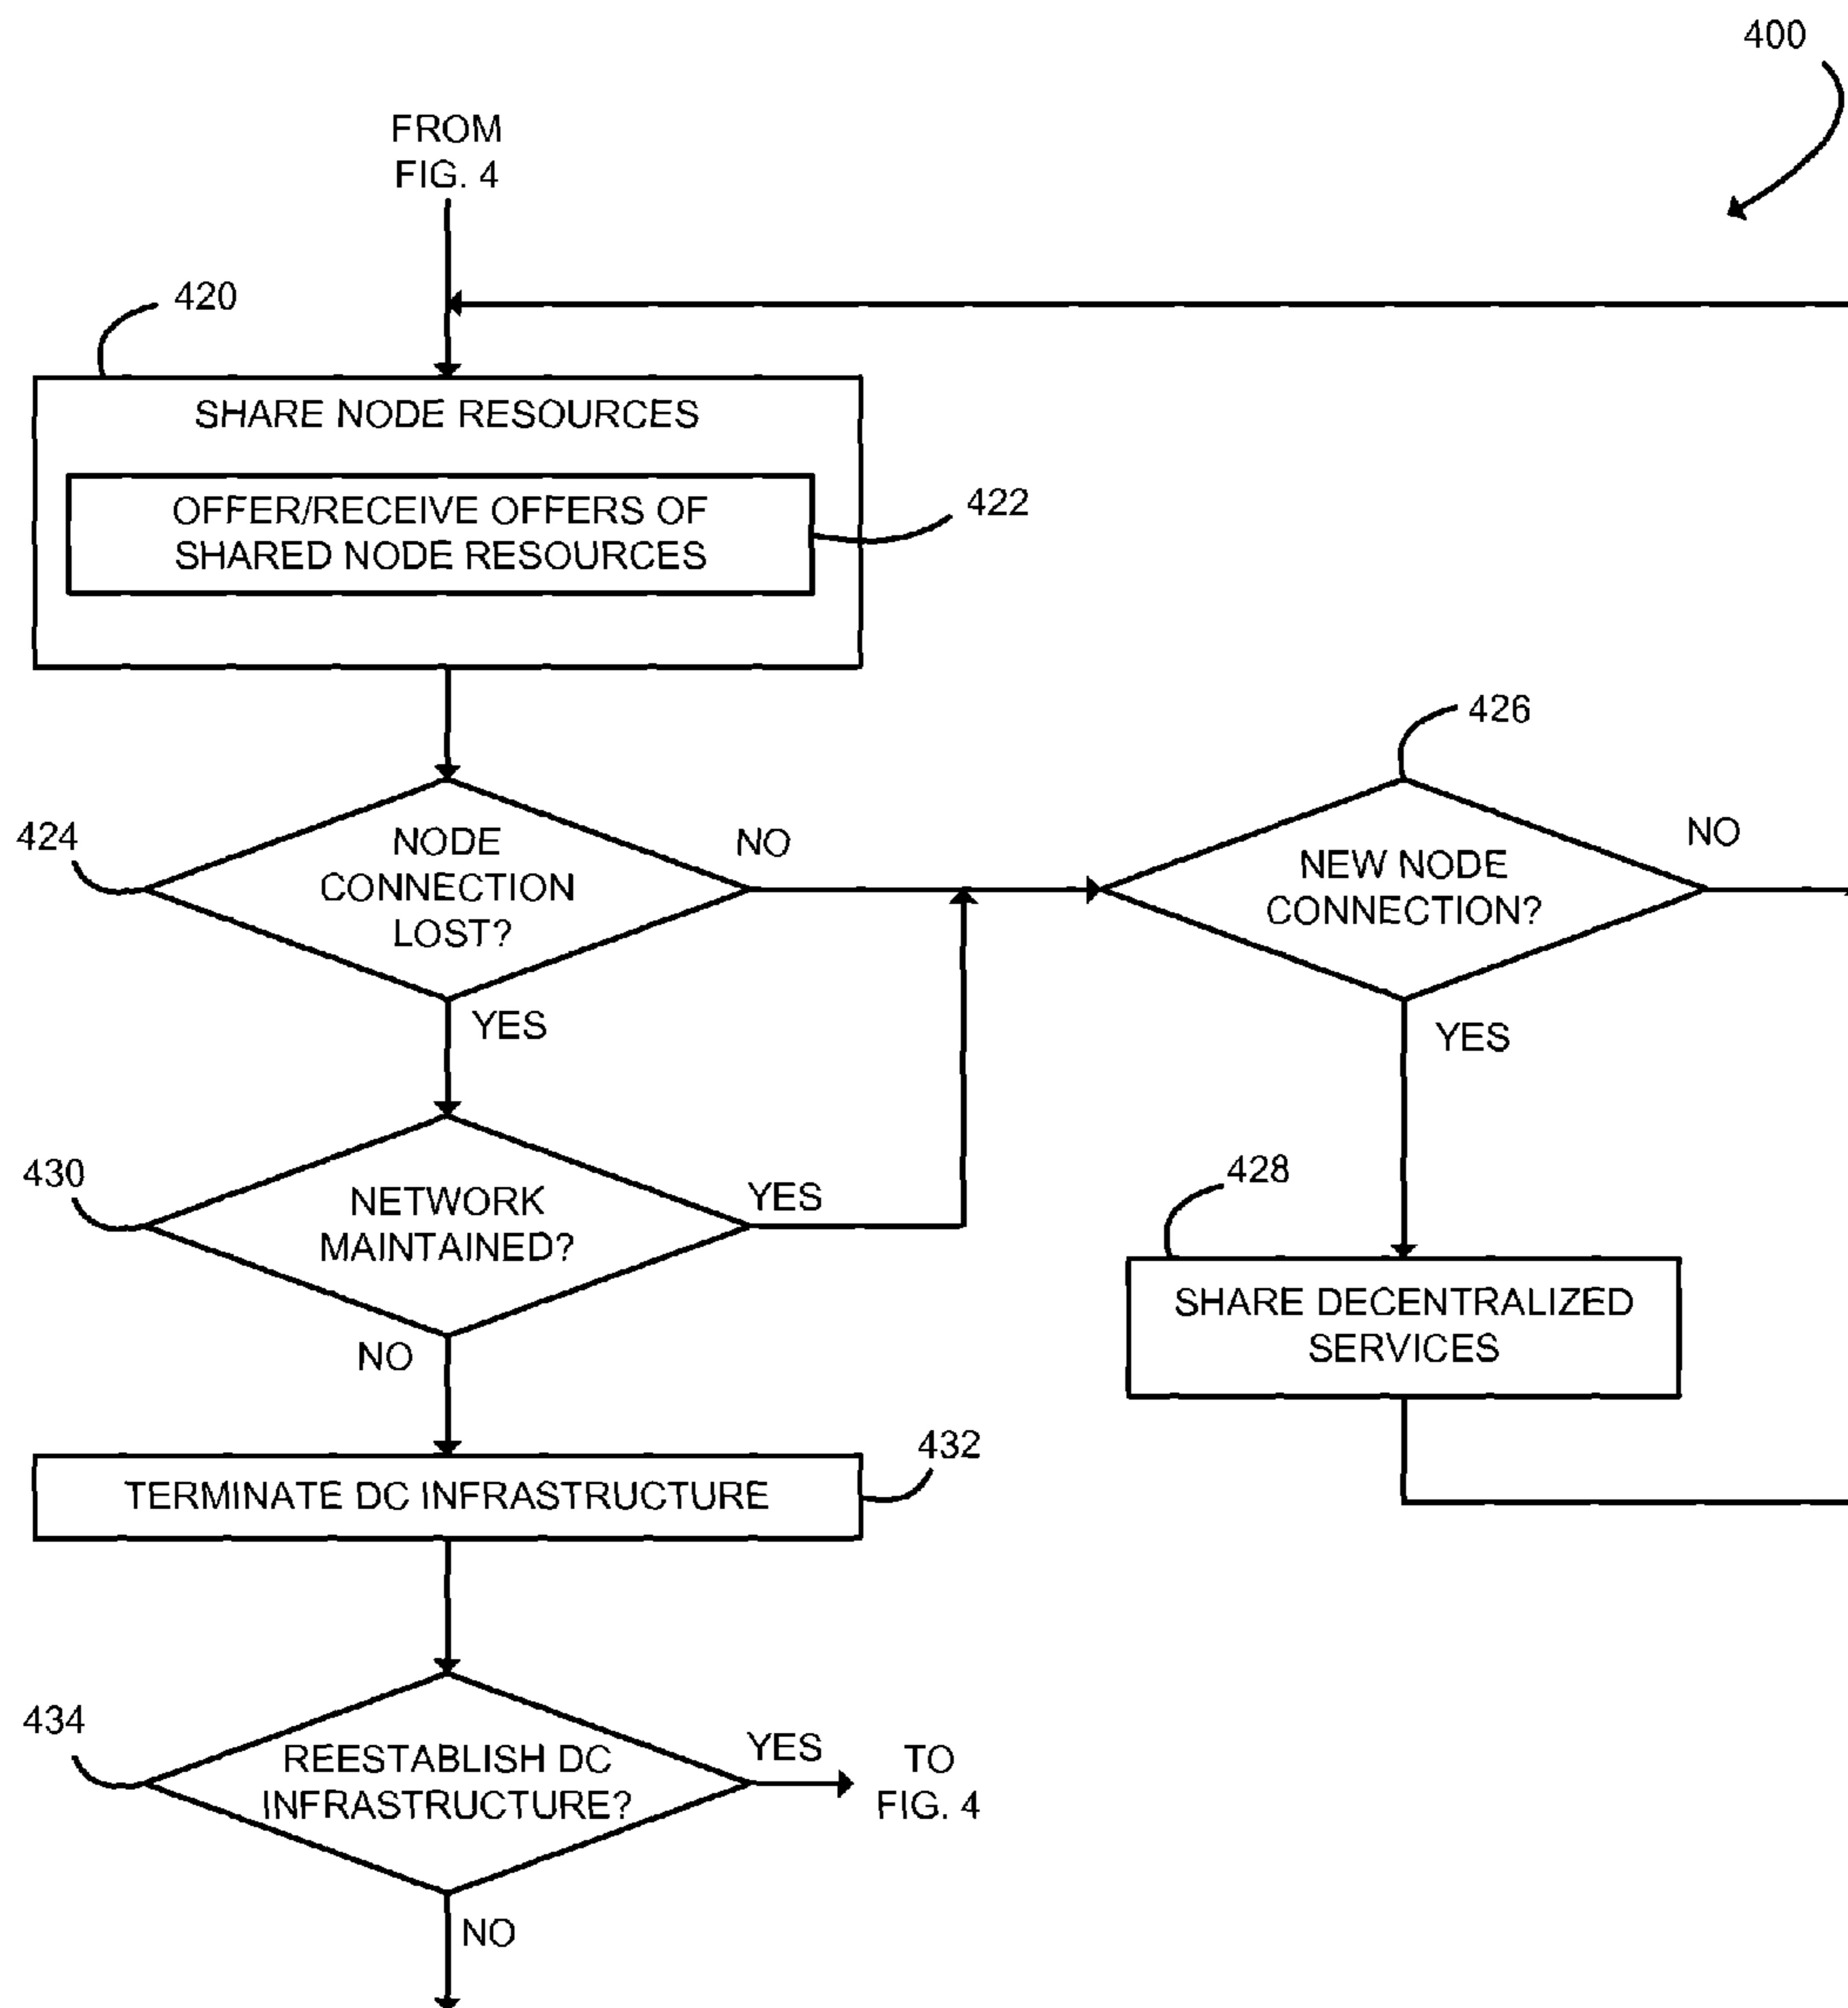 400
FROM
FIG. 4
420
SHARE NODE RESOURCES
OFFER/RECEIVE OFFERS OF
SHARED NODE RESOURCES
422
424
NODE
CONNECTION
LOST?
NO
YES
426
NEW NODE
CONNECTION?
NO
YES
430
NETWORK
MAINTAINED?
YES
NO
428
SHARE DECENTRALIZED
SERVICES
432
TERMINATE DC INFRASTRUCTURE
434
REESTABLISH DC
INFRASTRUCTURE?
YES
TO
FIG. 4
NO